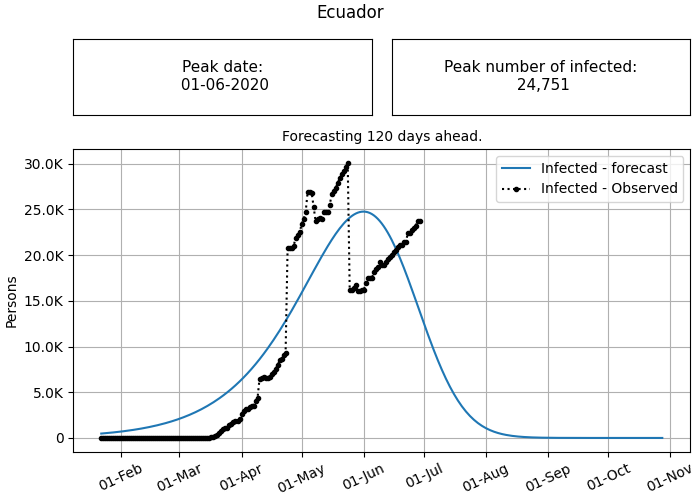 Ecuador
Peak date:
01-06-2020
Peak number of infected:
24,751
Forecasting 120 days ahead.
30.0K
25.0K
20.0K
15.0K
10.0K
5.0K
0
Persons
Infected - forecast
Infected - Observed
01-Feb
01-Mar
01-Apr
01-May
01-Jun
01-Jul
01-Aug
01-Sep
01-Oct
01-Nov